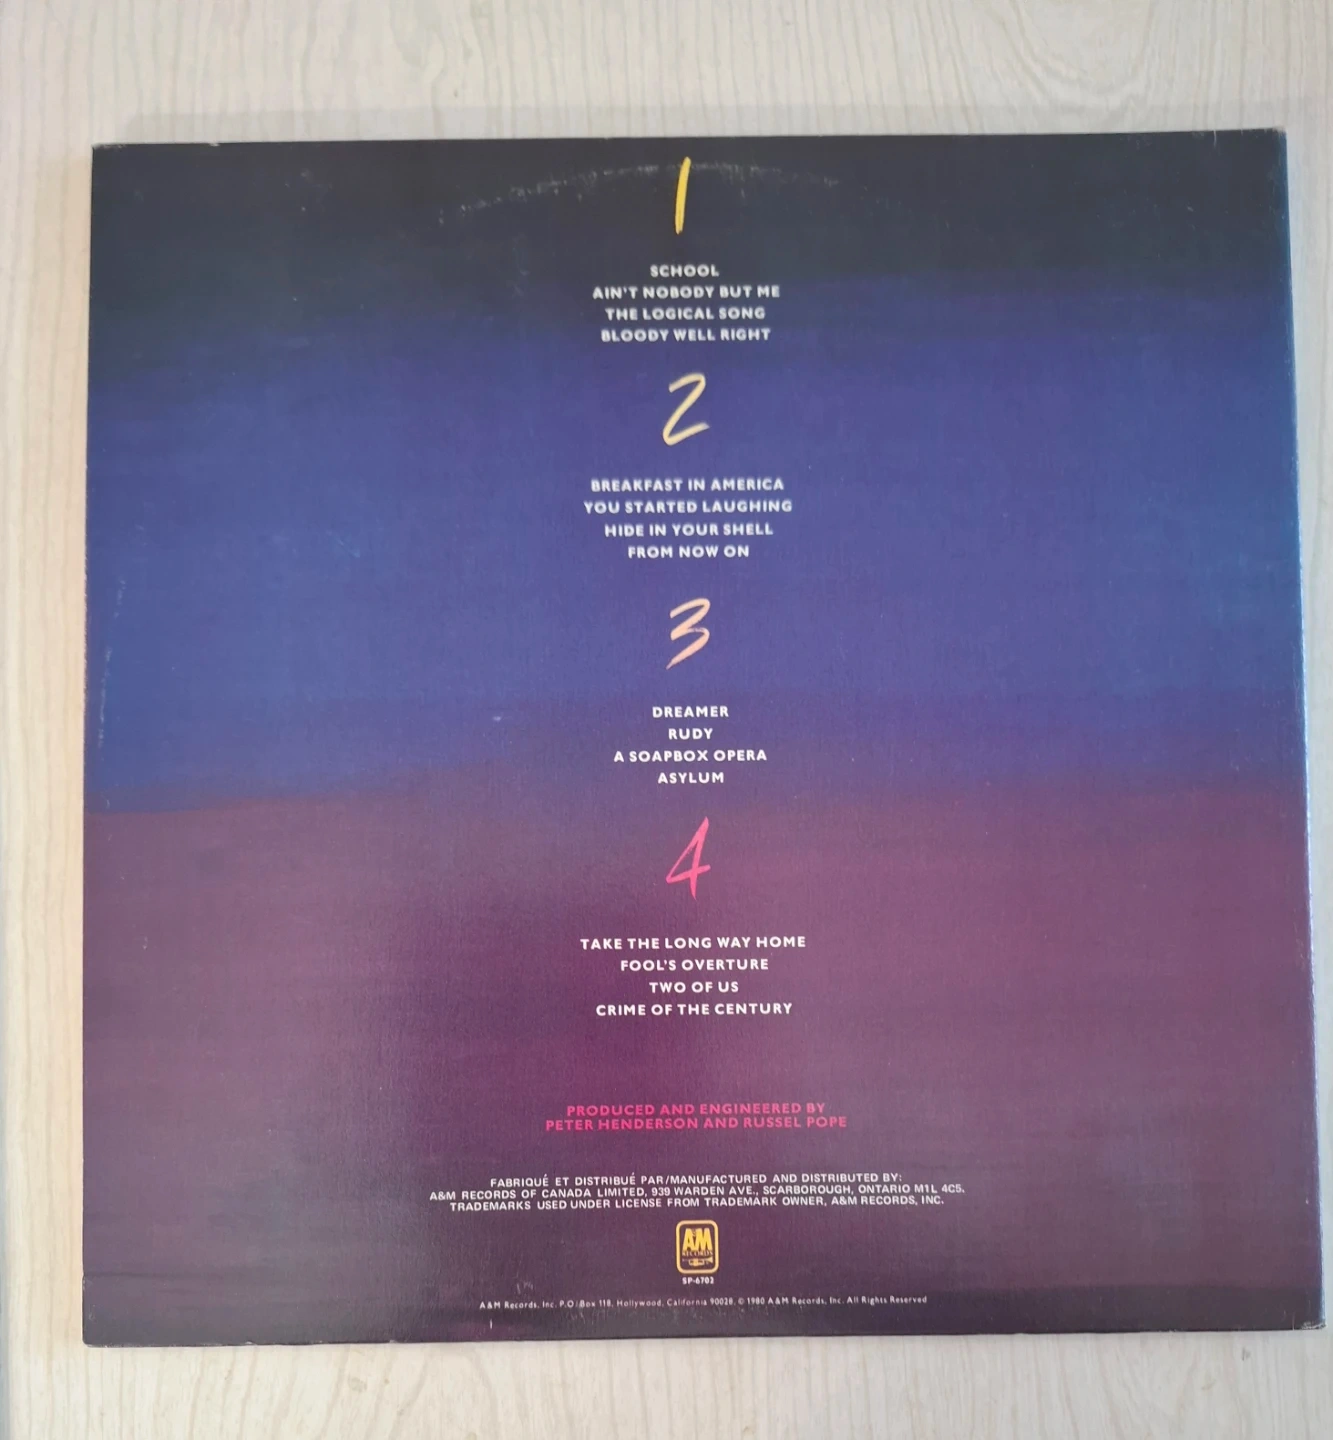 1
SCHOOL
AIN'T NOBODY BUT ME
THE LOGICAL SONG
BLOODY WELL RIGHT
2
BREAKFAST IN AMERICA
YOU STARTED LAUGHING
HIDE IN YOUR SHELL
FROM NOW ON
3
DREAMER
RUDY
A SOAPBOX OPERA
ASYLUM
4
TAKE THE LONG WAY HOME
FOOL'S OVERTURE
TWO OF US
CRIME OF THE CENTURY
PRODUCED AND ENGINEERED BY
PETER HENDERSON AND RUSSEL POPE
FABRIQUÉ ET DISTRIBUÉ PAR/MANUFACTURED AND DISTRIBUTED BY:
A&M RECORDS OF CANADA LIMITED, 939 WARDEN AVE., SCARBOROUGH, ONTARIO M1L 4C5.
TRADEMARKS USED UNDER LICENSE FROM TRADEMARK OWNER, A&M RECORDS, INC.
A&M
RECORDS
SP-6702
A&M Records, Inc. P.O. Box 118, Hollywood, California 90028. © 1980 A&M Records, Inc. All Rights Reserved